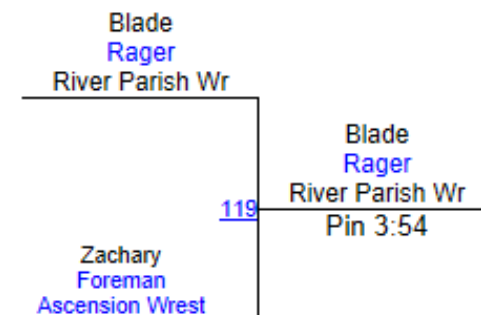 Blade
Rager
River Parish Wr
Blade
Rager
River Parish Wr
119
Pin 3:54
Zachary
Foreman
Ascension Wrest